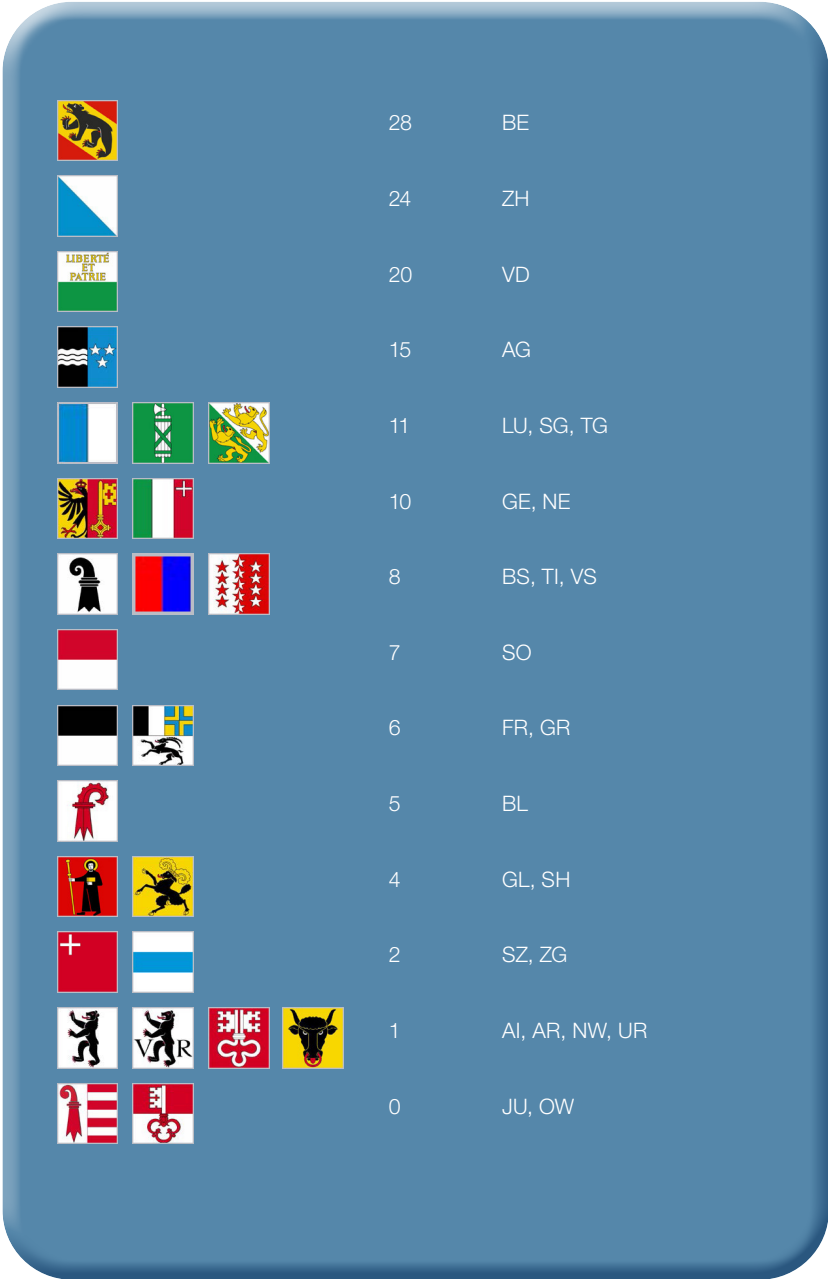 28 BE
24 ZH
LIBERTÉ
ET
PATRIE
20 VD
15 AG
11 LU, SG, TG
10 GE, NE
8 BS, TI, VS
7 SO
6 FR, GR
5 BL
4 GL, SH
2 SZ, ZG
V R
1 AI, AR, NW, UR
0 JU, OW